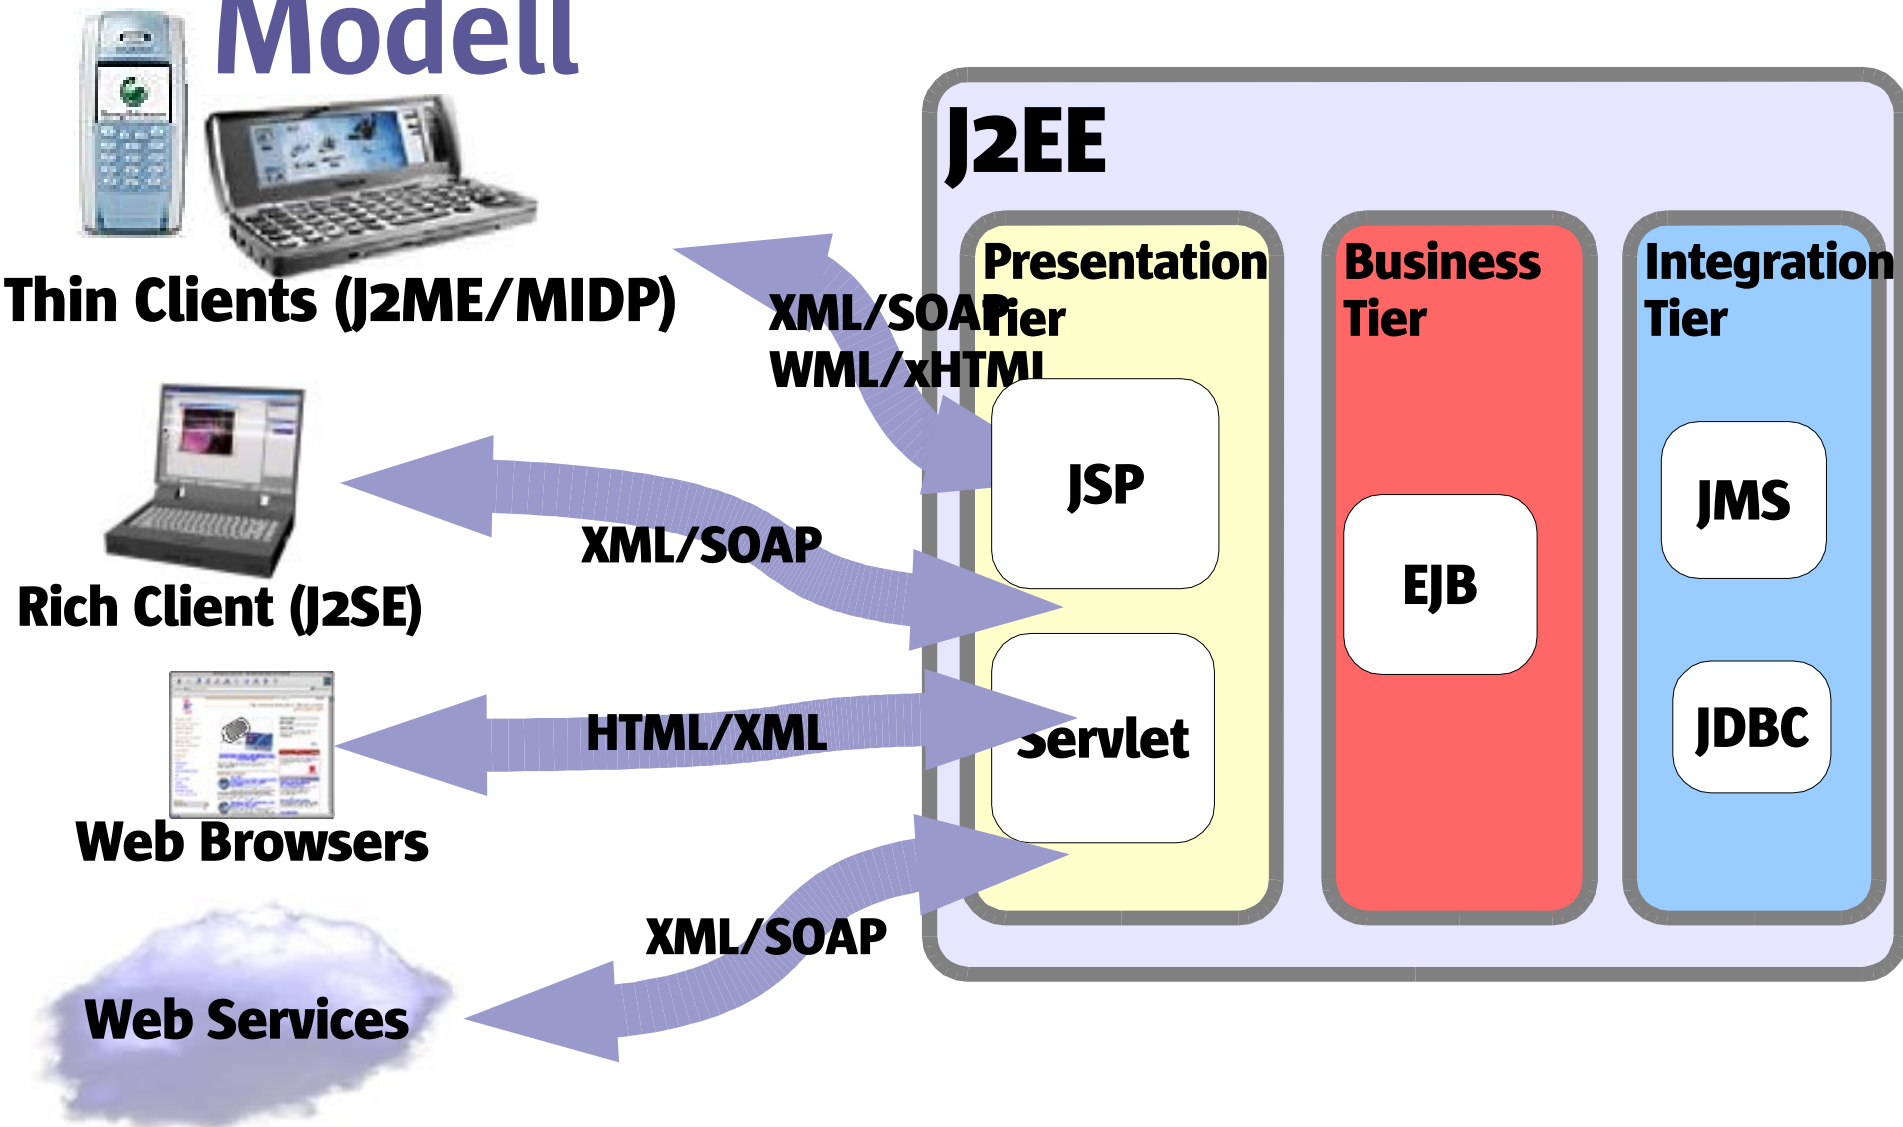 Modell
J2EE
Thin Clients (J2ME/MIDP)
XML/SOAP
WML/xHTML
Presentation
Tier
Business
Tier
Integration
Tier
JSP
JMS
Rich Client (J2SE)
XML/SOAP
EJB
Web Browsers
HTML/XML
Servlet
JDBC
Web Services
XML/SOAP